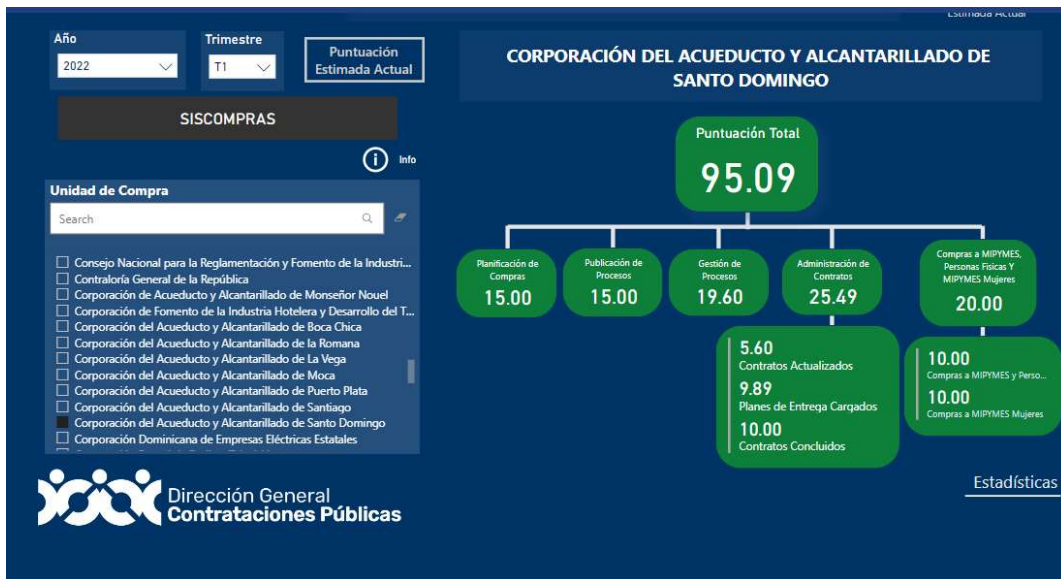 Estimada Actual
Año
2022
Trimestre
T1
Puntuación
Estimada Actual
SISCOMPRAS
Info
Unidad de Compra
Search
Consejo Nacional para la Reglamentación y Fomento de la Industri...
Contraloría General de la República
Corporación de Acueducto y Alcantarillado de Monseñor Nouel
Corporación de Fomento de la Industria Hotelera y Desarrollo del T...
Corporación del Acueducto y Alcantarillado de Boca Chica
Corporación del Acueducto y Alcantarillado de la Romana
Corporación del Acueducto y Alcantarillado de La Vega
Corporación del Acueducto y Alcantarillado de Moca
Corporación del Acueducto y Alcantarillado de Puerto Plata
Corporación del Acueducto y Alcantarillado de Santiago
Corporación del Acueducto y Alcantarillado de Santo Domingo
Corporación Dominicana de Empresas Eléctricas Estatales
Dirección General
Contrataciones Públicas
CORPORACIÓN DEL ACUEDUCTO Y ALCANTARILLADO DE
SANTO DOMINGO
Puntuación Total
95.09
Planificación de
Compras
15.00
Publicación de
Procesos
15.00
Gestión de
Procesos
19.60
Administración de
Contratos
25.49
Compras a MIPYMES,
Personas Fisicas Y
MIPYMES Mujeres
20.00
5.60
Contratos Actualizados
9.89
Planes de Entrega Cargados
10.00
Contratos Concluidos
10.00
Compras a MIPYMES y Perso...
10.00
Compras a MIPYMES Mujeres
Estadísticas